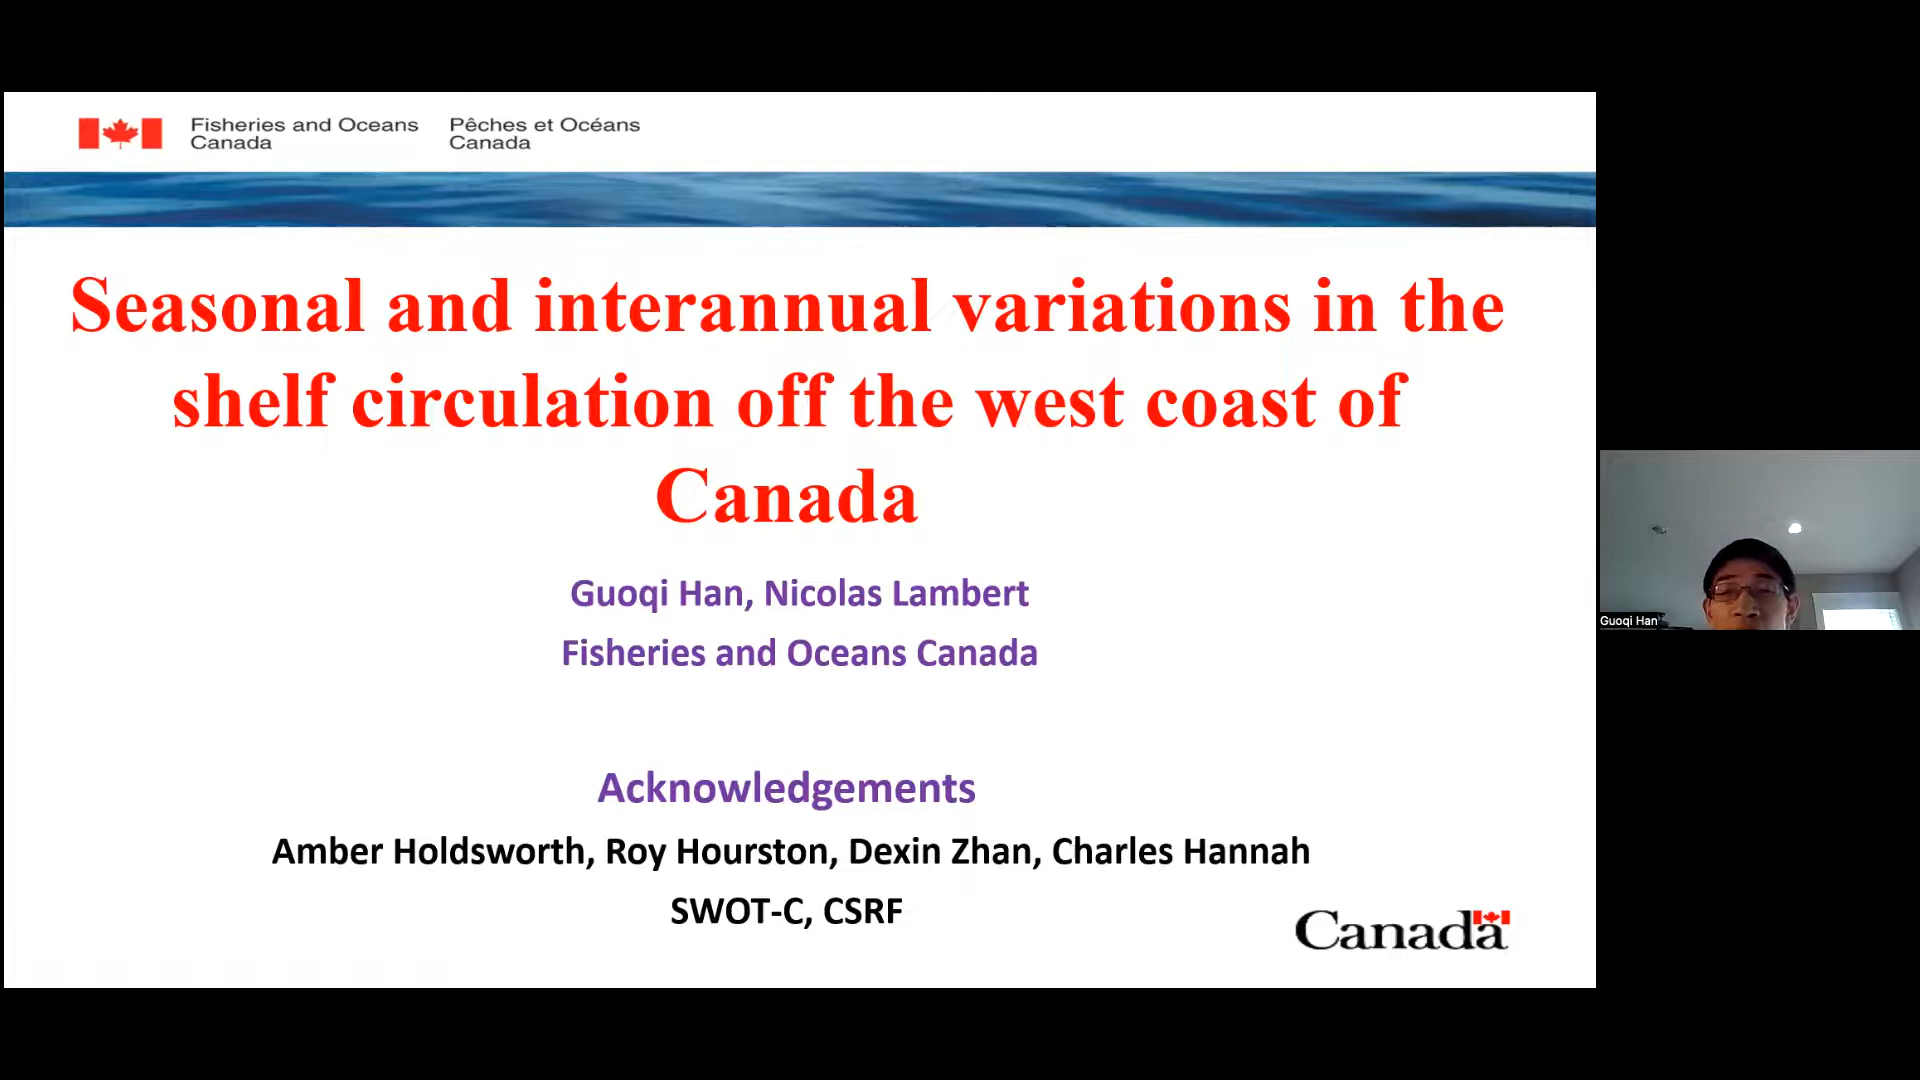 Fisheries and Oceans Canada
Pêches et Océans Canada
Seasonal and interannual variations in the
shelf circulation off the west coast of
Canada
Guoqi Han, Nicolas Lambert
Fisheries and Oceans Canada
Acknowledgements
Amber Holdsworth, Roy Hourston, Dexin Zhan, Charles Hannah
SWOT-C, CSRF
Canada
Guoqi Han